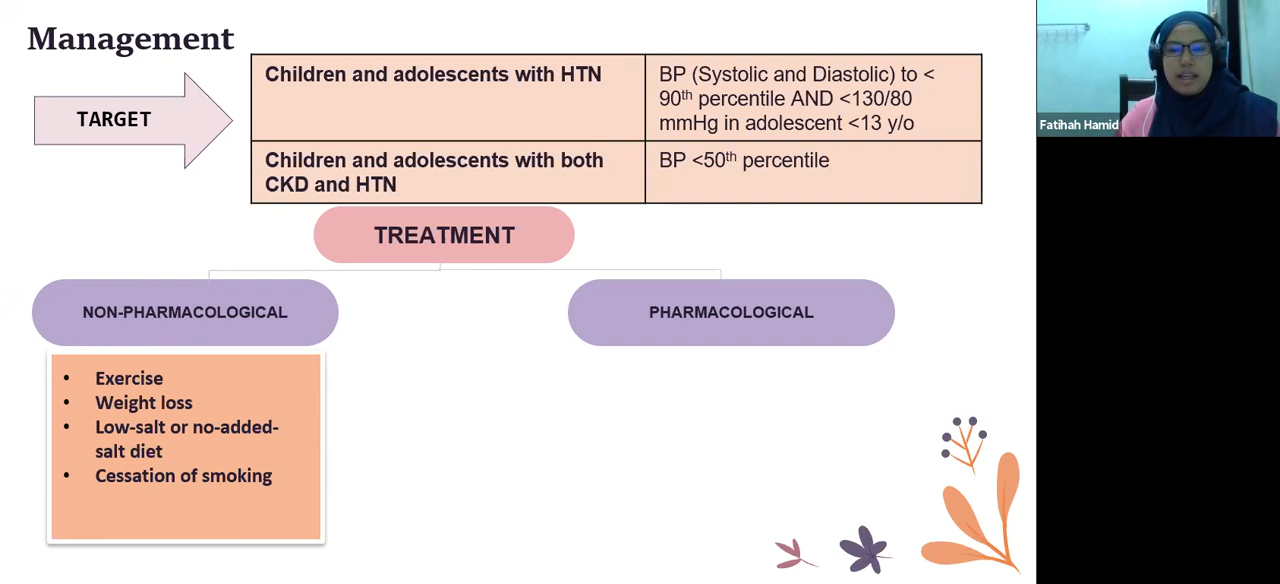 Management
TARGET
Children and adolescents with HTN
BP (Systolic and Diastolic) to <
90th percentile AND <130/80
mmHg in adolescent <13 y/o
Children and adolescents with both
CKD and HTN
BP <50th percentile
TREATMENT
NON-PHARMACOLOGICAL
PHARMACOLOGICAL
• Exercise
• Weight loss
• Low-salt or no-added-
salt diet
• Cessation of smoking
Fatihah Hamid